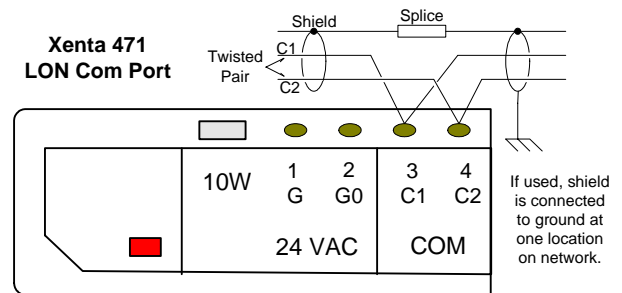 Xenta 471
LON Com Port
Shield
Splice
C1
Twisted
Pair
C2
10W
1 2 3 4
G G0 C1 C2
24 VAC COM
If used, shield
is connected
to ground at
one location
on network.